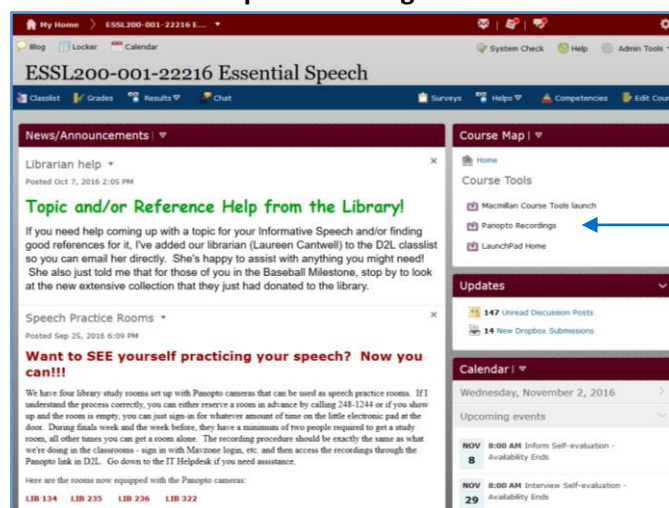 My Home
ESSL200-001-22216 E...
Blog
Locker
Calendar
System Check
Help
Admin Tools
ESSL200-001-22216 Essential Speech
Classlist
Grades
Results
Chat
Surveys
Helps
Competencies
Edit Cour
News/Announcements
Librarian help
Posted Oct 7, 2016 2:05 PM
Topic and/or Reference Help from the Library!
If you need help coming up with a topic for your Informative Speech and/or finding
good references for it, I've added our librarian (Laureen Cantwell) to the D2L classlist
so you can email her directly. She's happy to assist with anything you might need!
She also just told me that for those of you in the Baseball Milestone, stop by to look
at the new extensive collection that they just had donated to the library.
Speech Practice Rooms
Posted Sep 25, 2016 6:09 PM
Want to SEE yourself practicing your speech? Now you
can!!!
We have four library study rooms set up with Panopto cameras that can be used as speech practice rooms. If I
understand the process correctly, you can either reserve a room in advance by calling 248-1244 or if you show
up and the room is empty, you can just sign-in for whatever amount of time on the little electronic pad at the
door. During finals week and the week before, they have a minimum of two people required to get a study
room, all other times you can get a room alone. The recording procedure should be exactly the same as what
we're doing in the classrooms - sign in with Mavzone login, etc. and then access the recordings through the
Panopto link in D2L. Go down to the IT Helpdesk if you need assistance.
Here are the rooms now equipped with the Panopto cameras:
LIB 134 LIB 235 LIB 236 LIB 322
Course Map
Home
Course Tools
Macmillan Course Tools launch
Panopto Recordings
LaunchPad Home
Updates
147 Unread Discussion Posts
14 New Dropbox Submissions
Calendar
Wednesday, November 2, 2016
Upcoming events
NOV 8
8:00 AM Inform Self-evaluation -
Availability Ends
NOV 29
8:00 AM Interview Self-evaluation -
Availability Ends